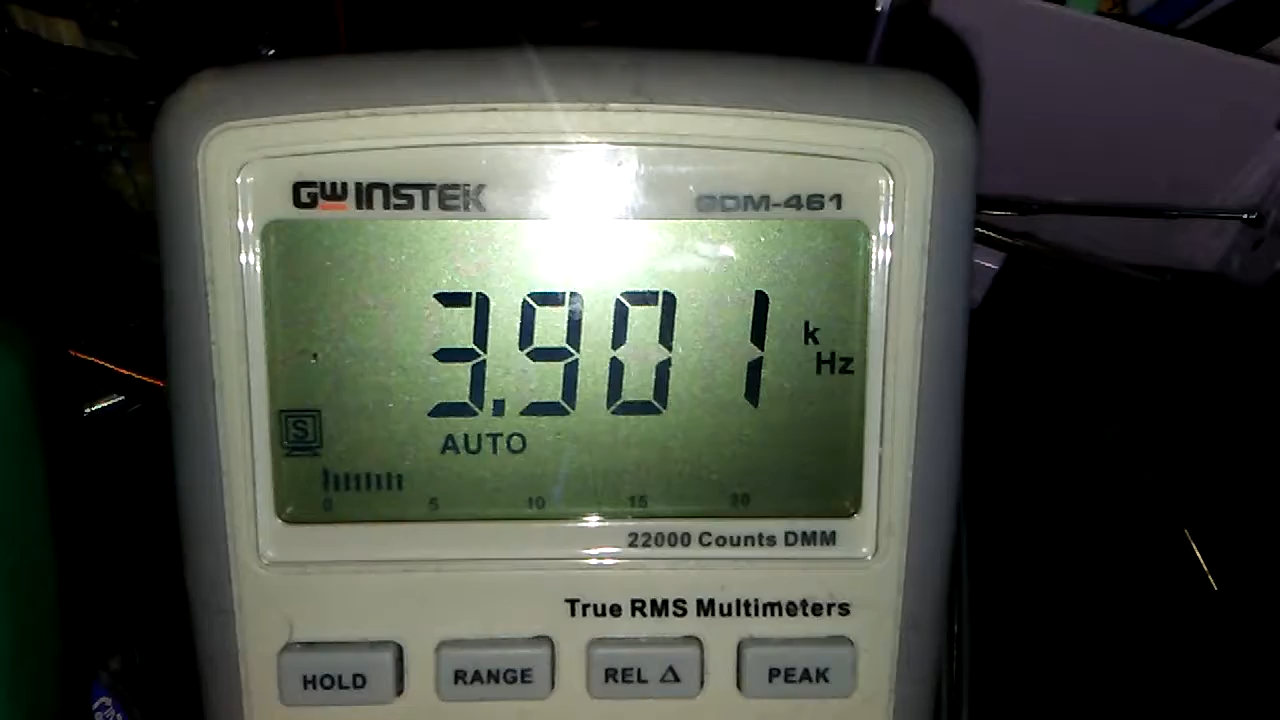 GW INSTEK GDM-461
3.901 k Hz
S
AUTO
0 5 10 15 20
22000 Counts DMM
True RMS Multimeters
HOLD RANGE REL Δ PEAK